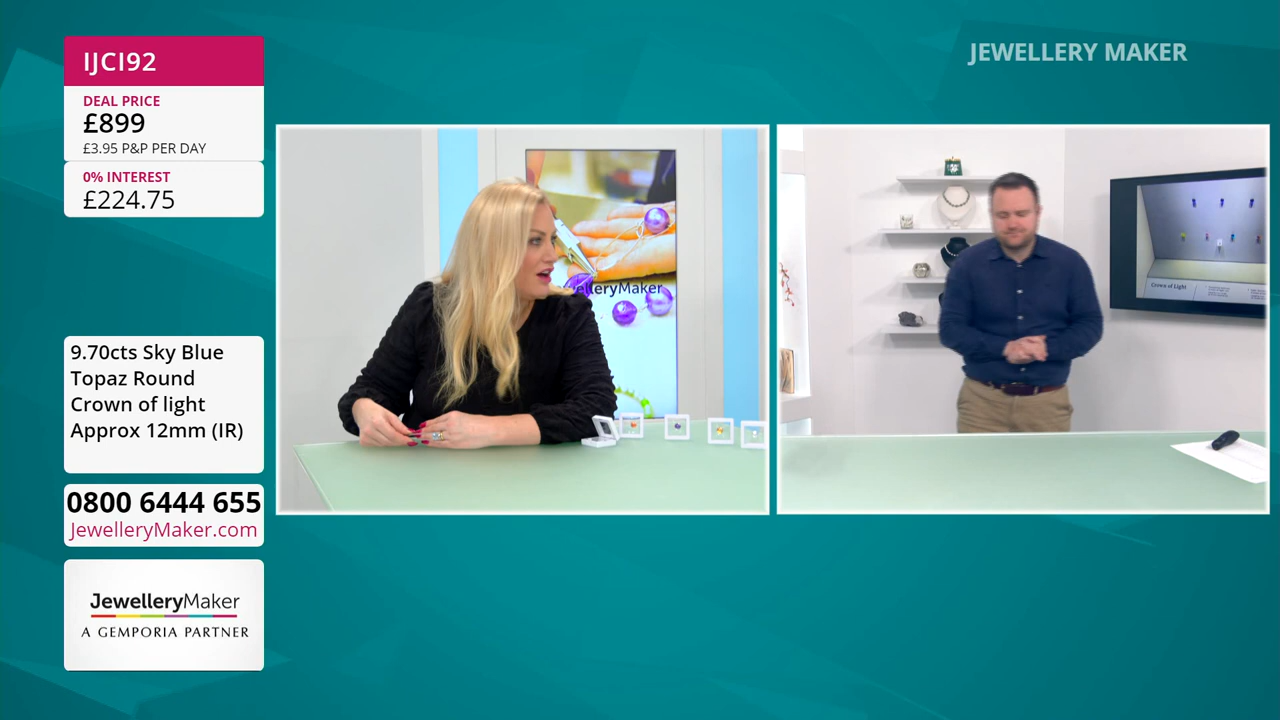 IJCI92
DEAL PRICE
£899
£3.95 P&P PER DAY
0% INTEREST
£224.75
9.70cts Sky Blue
Topaz Round
Crown of light
Approx 12mm (IR)
0800 6444 655
JewelleryMaker.com
JewelleryMaker
A GEMPORIA PARTNER
JEWELLERY MAKER
elleryMaker
Crown of Light